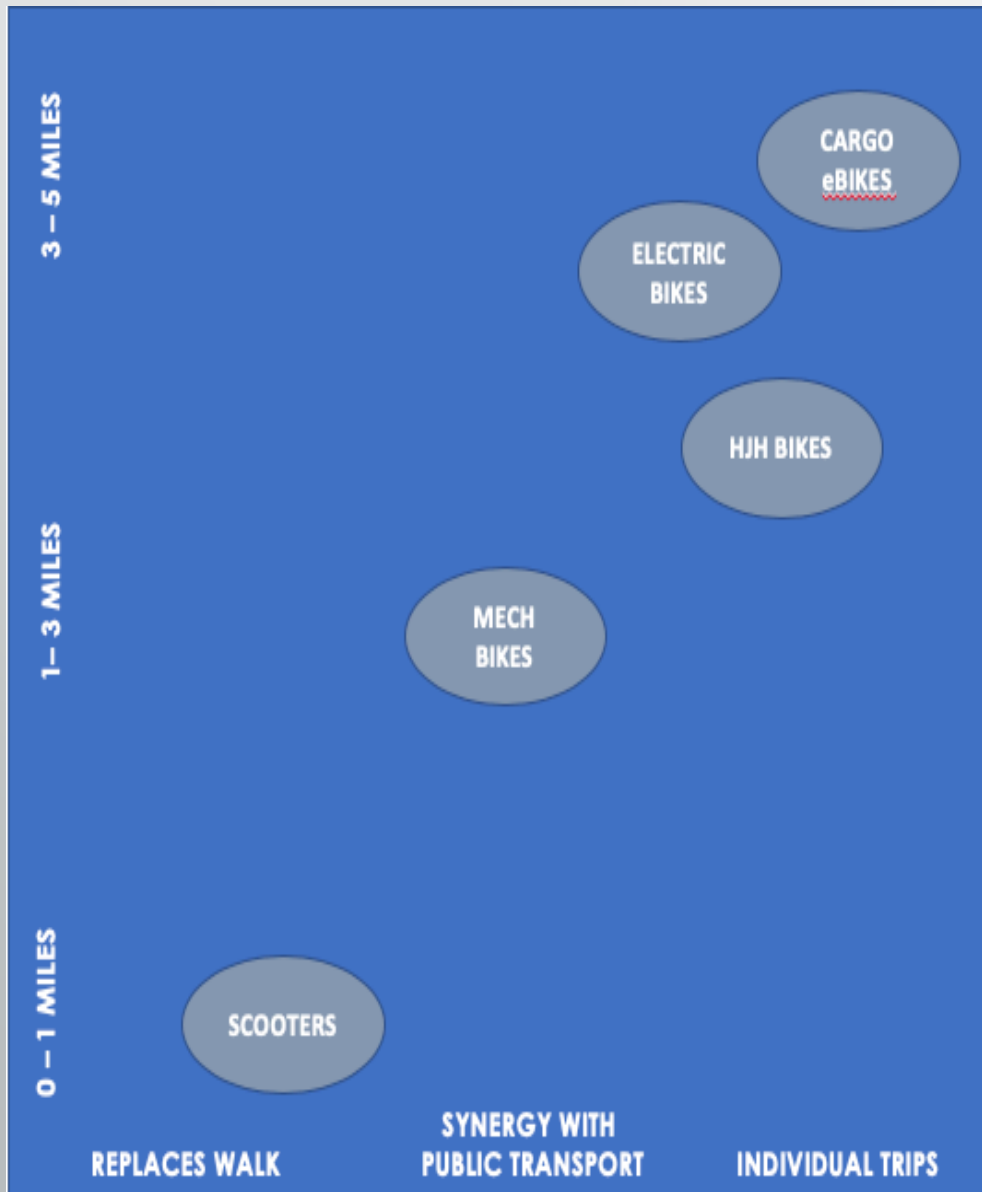 3 – 5 MILES
CARGO
eBIKES
ELECTRIC
BIKES
HJH BIKES
1– 3 MILES
MECH
BIKES
0 – 1 MILES
SCOOTERS
REPLACES WALK
SYNERGY WITH
PUBLIC TRANSPORT
INDIVIDUAL TRIPS